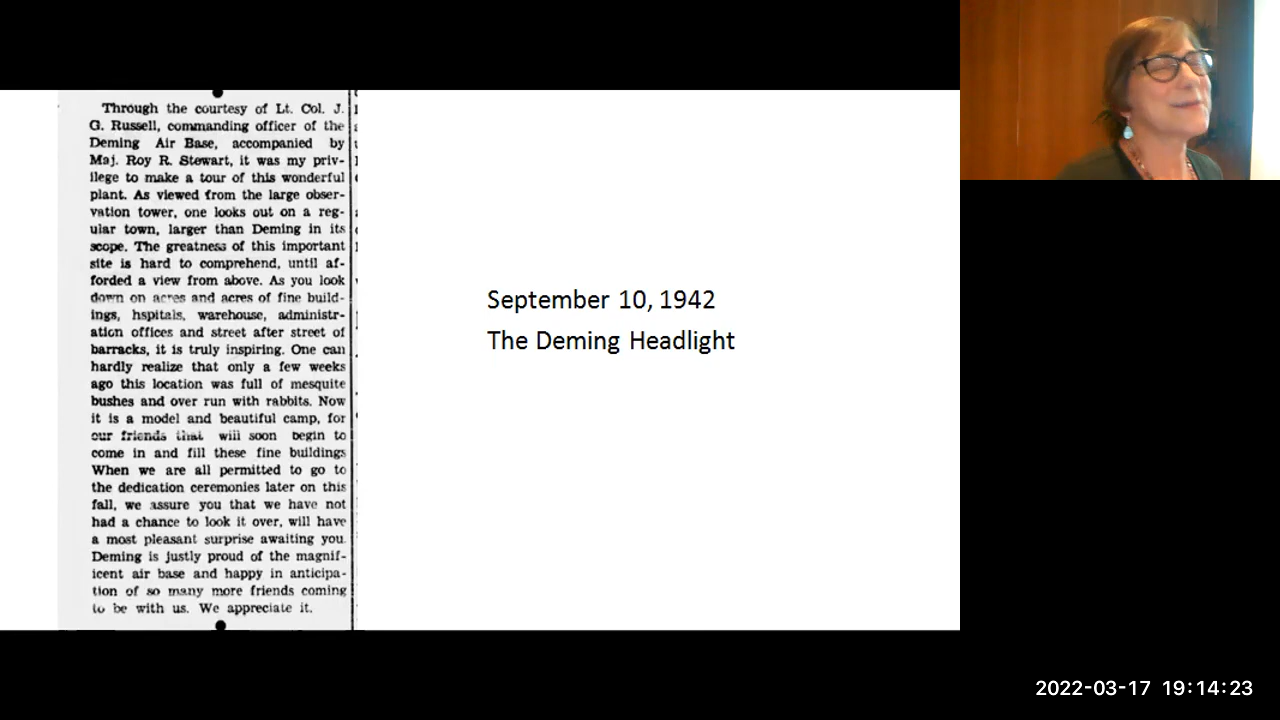 Through the courtesy of Lt. Col. J.
G. Russell, commanding officer of the
Deming Air Base, accompanied by
Maj. Roy R. Stewart, it was my priv-
ilege to make a tour of this wonderful
plant. As viewed from the large obser-
vation tower, one looks out on a reg-
ular town, larger than Deming in its
scope. The greatness of this important
site is hard to comprehend, until af-
forded a view from above. As you look
down on acres and acres of fine build-
ings, hspitals, warehouse, administr-
ation offices and street after street of
barracks, it is truly inspiring. One can
hardly realize that only a few weeks
ago this location was full of mesquite
bushes and over run with rabbits. Now
it is a model and beautiful camp, for
our friends that will soon begin to
come in and fill these fine buildings
When we are all permitted to go to
the dedication ceremonies later on this
fall, we assure you that we have not
had a chance to look it over, will have
a most pleasant surprise awaiting you.
Deming is justly proud of the magnif-
icent air base and happy in anticipa-
tion of so many more friends coming
to be with us. We appreciate it.
September 10, 1942
The Deming Headlight
2022-03-17 19:14:23